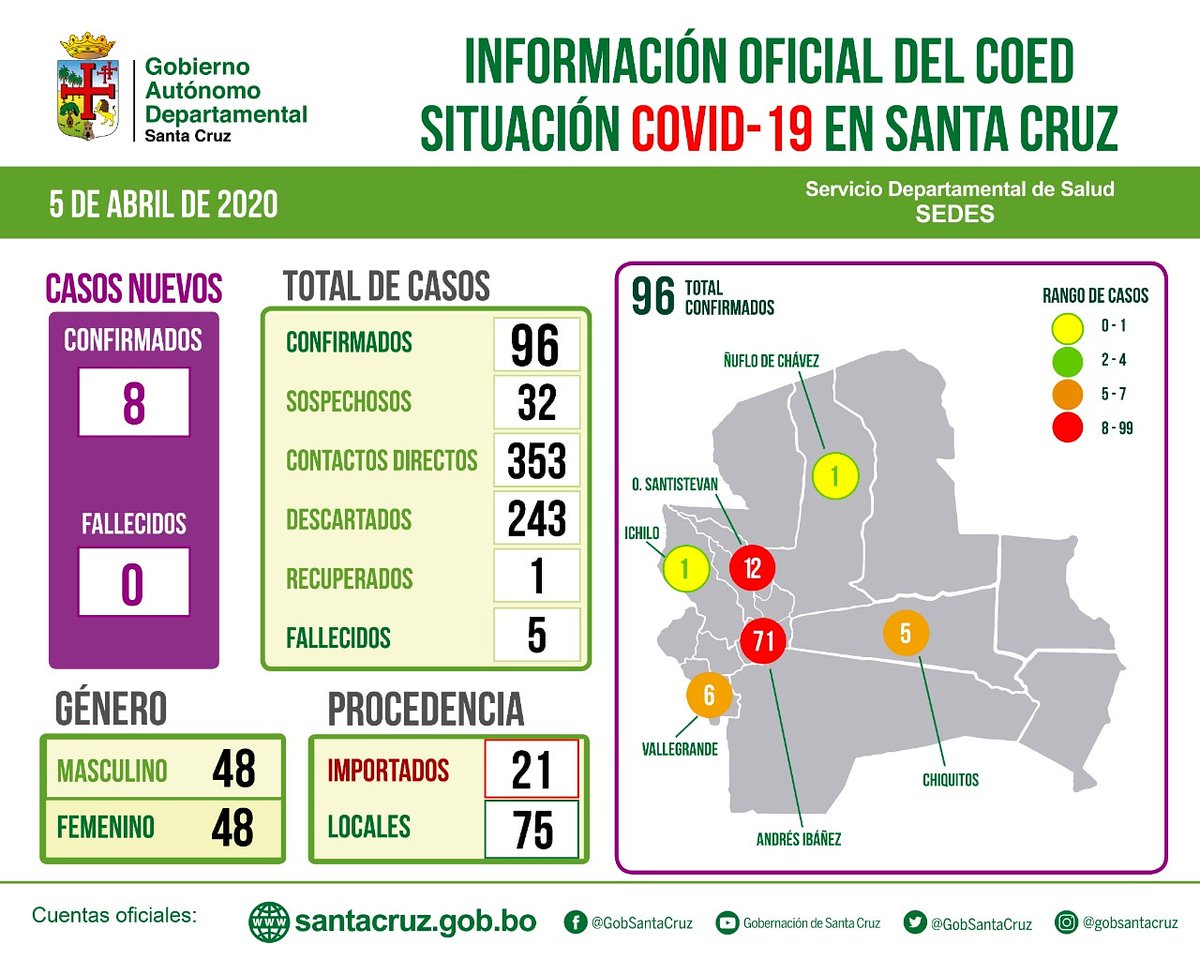 Gobierno
Autónomo
Departamental
Santa Cruz
INFORMACIÓN OFICIAL DEL COED
SITUACIÓN COVID-19 EN SANTA CRUZ
5 DE ABRIL DE 2020
Servicio Departamental de Salud
SEDES
CASOS NUEVOS
CONFIRMADOS
8
FALLECIDOS
0
TOTAL DE CASOS
CONFIRMADOS 96
SOSPECHOSOS 32
CONTACTOS DIRECTOS 353
DESCARTADOS 243
RECUPERADOS 1
FALLECIDOS 5
GÉNERO
MASCULINO 48
FEMENINO 48
PROCEDENCIA
IMPORTADOS 21
LOCALES 75
96 TOTAL
CONFIRMADOS
RANGO DE CASOS
0 - 1
2 - 4
5 - 7
8 - 99
ÑUFLO DE CHÁVEZ
1
O. SANTISTEVAN
12
ICHILO
1
71
5
6
VALLEGRANDE
CHIQUITOS
ANDRÉS IBÁÑEZ
Cuentas oficiales:
www
santacruz.gob.bo
@GobSantaCruz
Gobernación de Santa Cruz
@GobSantaCruz
@gobsantacruz